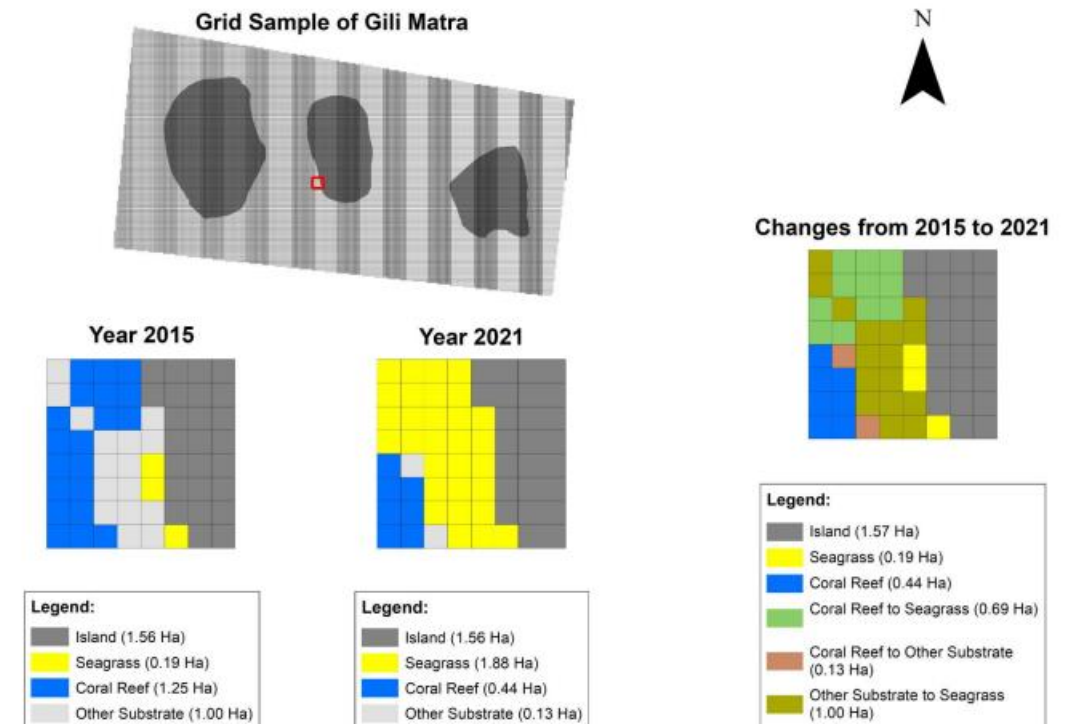 Grid Sample of Gili Matra
N
Changes from 2015 to 2021
Year 2015
Year 2021
Legend:
Island (1.56 Ha)
Seagrass (0.19 Ha)
Coral Reef (1.25 Ha)
Other Substrate (1.00 Ha)
Legend:
Island (1.56 Ha)
Seagrass (1.88 Ha)
Coral Reef (0.44 Ha)
Other Substrate (0.13 Ha)
Legend:
Island (1.57 Ha)
Seagrass (0.19 Ha)
Coral Reef (0.44 Ha)
Coral Reef to Seagrass (0.69 Ha)
Coral Reef to Other Substrate
(0.13 Ha)
Other Substrate to Seagrass
(1.00 Ha)